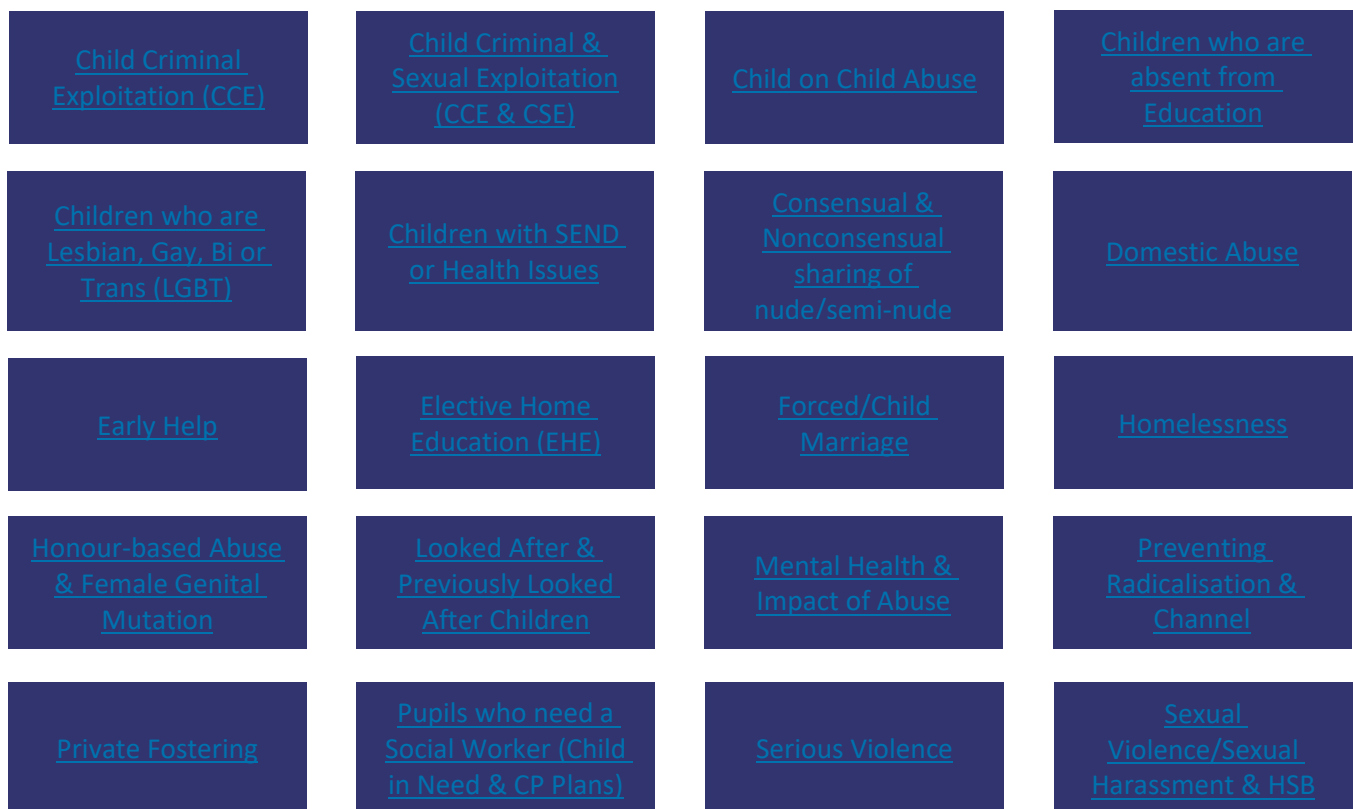 Child Criminal
Exploitation (CCE)
Child Criminal &
Sexual Exploitation
(CCE & CSE)
Child on Child Abuse
Children who are
absent from
Education
Children who are
Lesbian, Gay, Bi or
Trans (LGBT)
Children with SEND
or Health Issues
Consensual &
Nonconsensual
sharing of
nude/semi-nude
Domestic Abuse
Early Help
Elective Home
Education (EHE)
Forced/Child
Marriage
Homelessness
Honour-based Abuse
& Female Genital
Mutation
Looked After &
Previously Looked
After Children
Mental Health &
Impact of Abuse
Preventing
Radicalisation &
Channel
Private Fostering
Pupils who need a
Social Worker (Child
in Need & CP Plans)
Serious Violence
Sexual
Violence/Sexual
Harassment & HSB